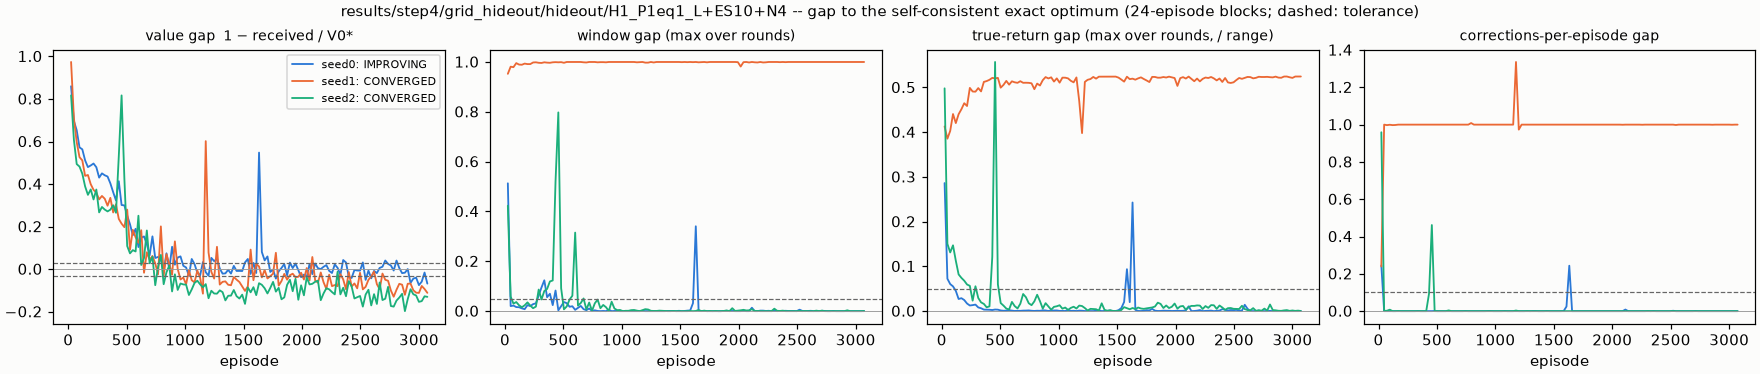 results/step4/grid_hideout/hideout/H1_P1eq1_L+ES10+N4 -- gap to the self-consistent exact optimum (24-episode blocks; dashed: tolerance)
value gap  1 − received / V0*
1.0
0.8
0.6
0.4
0.2
0.0
−0.2
0 500 1000 1500 2000 2500 3000
episode
seed0: IMPROVING
seed1: CONVERGED
seed2: CONVERGED
window gap (max over rounds)
1.0
0.8
0.6
0.4
0.2
0.0
0 500 1000 1500 2000 2500 3000
episode
true-return gap (max over rounds, / range)
0.5
0.4
0.3
0.2
0.1
0.0
0 500 1000 1500 2000 2500 3000
episode
corrections-per-episode gap
1.4
1.2
1.0
0.8
0.6
0.4
0.2
0.0
0 500 1000 1500 2000 2500 3000
episode